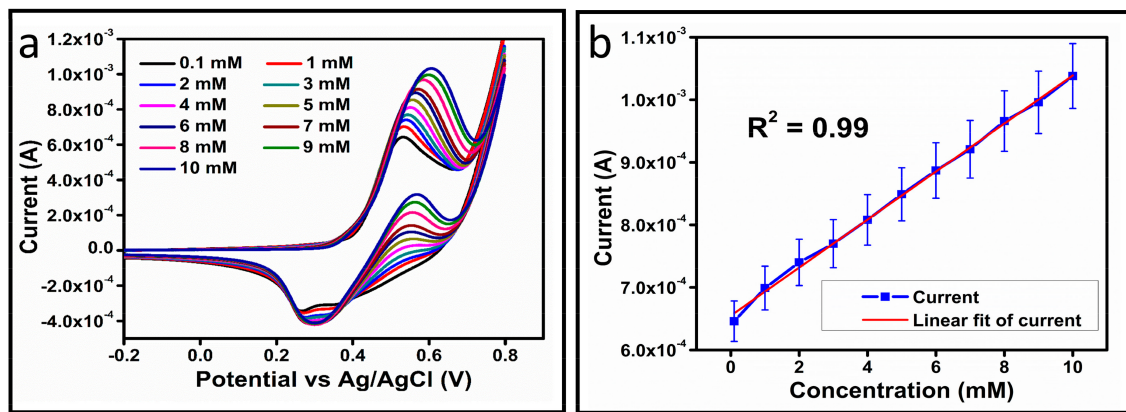 a
1.2x10⁻³
1.0x10⁻³
8.0x10⁻⁴
6.0x10⁻⁴
4.0x10⁻⁴
2.0x10⁻⁴
0.0
-2.0x10⁻⁴
-4.0x10⁻⁴
Current (A)
0.1 mM 1 mM
2 mM 3 mM
4 mM 5 mM
6 mM 7 mM
8 mM 9 mM
10 mM
-0.2 0.0 0.2 0.4 0.6 0.8
Potential vs Ag/AgCl (V)
b
1.1x10⁻³
1.0x10⁻³
9.0x10⁻⁴
8.0x10⁻⁴
7.0x10⁻⁴
6.0x10⁻⁴
Current (A)
R² = 0.99
Current
Linear fit of current
0 2 4 6 8 10
Concentration (mM)